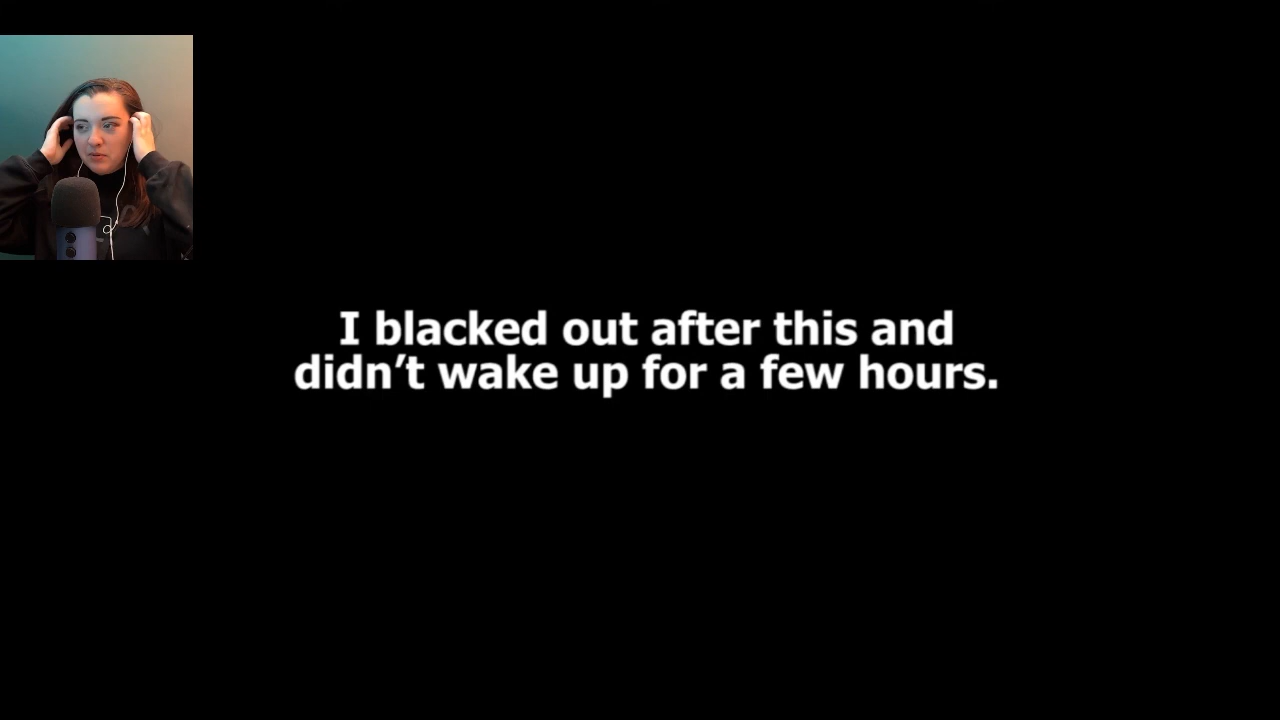 I blacked out after this and
didn’t wake up for a few hours.